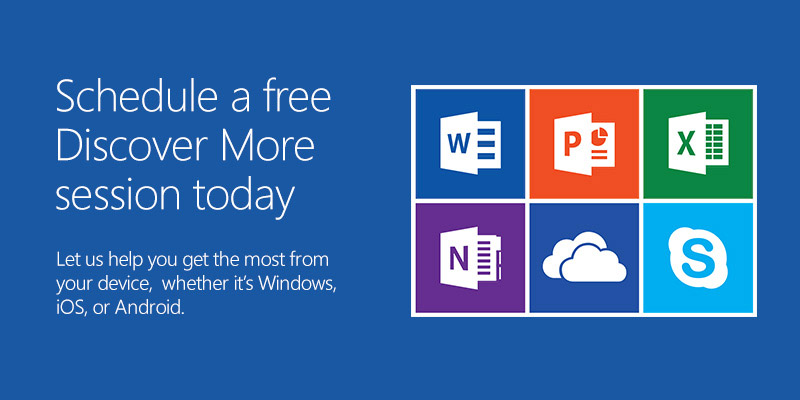 Schedule a free
Discover More
session today
Let us help you get the most from
your device,  whether it’s Windows,
iOS, or Android.
W
P
X
N
S